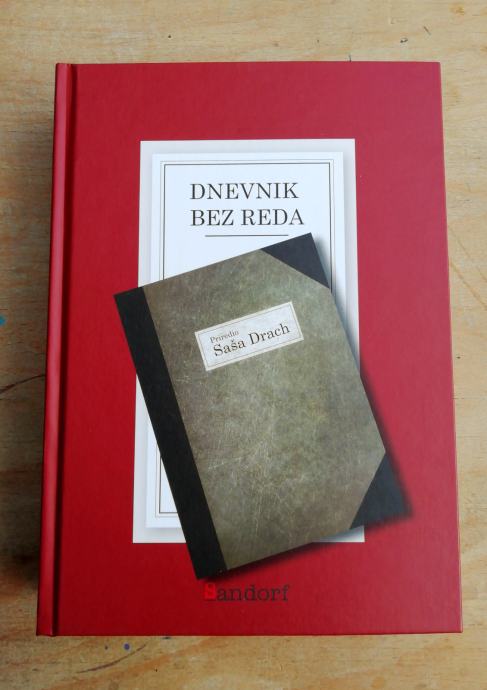 DNEVNIK
BEZ REDA
Priredio
Saša Drach
Sandorf